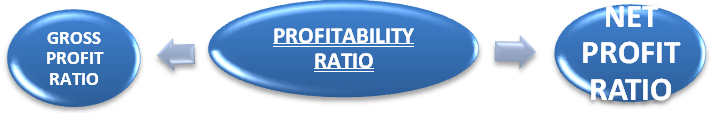 GROSS
PROFIT
RATIO
PROFITABILITY
RATIO
NET
PROFIT
RATIO